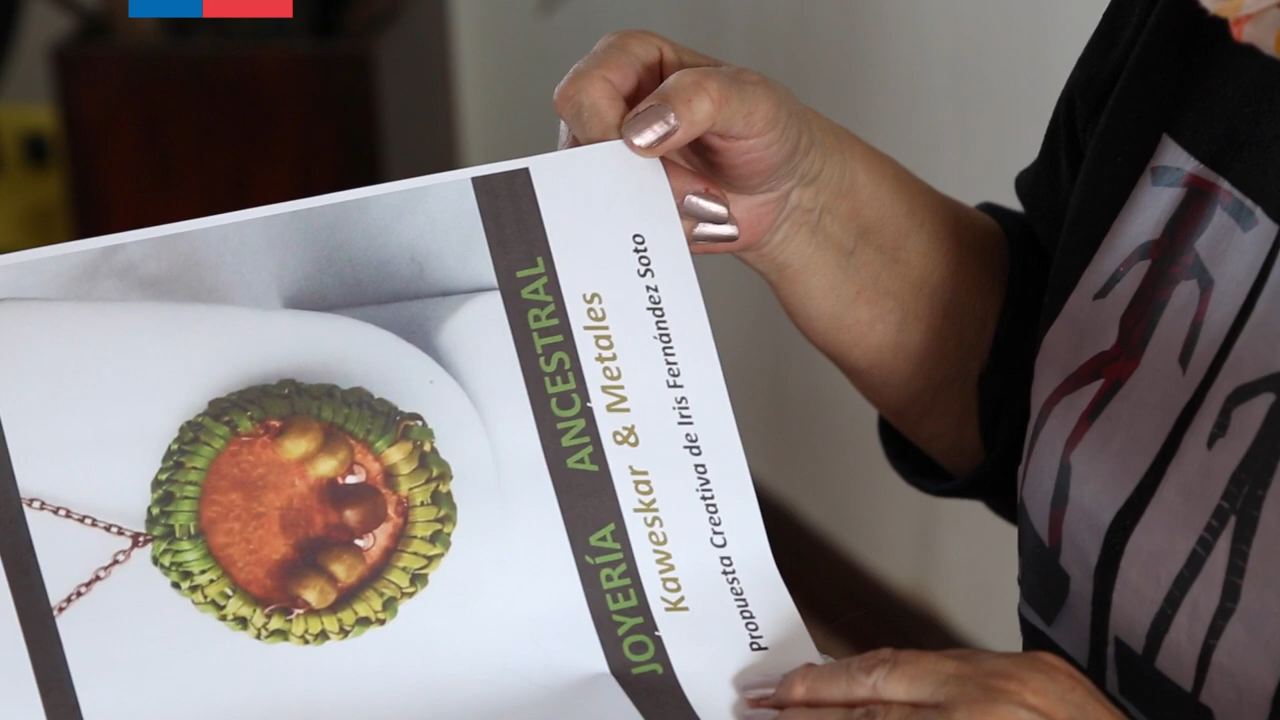 JOYERÍA ANCESTRAL
Kaweskar & Metales
propuesta Creativa de Iris Fernández Soto